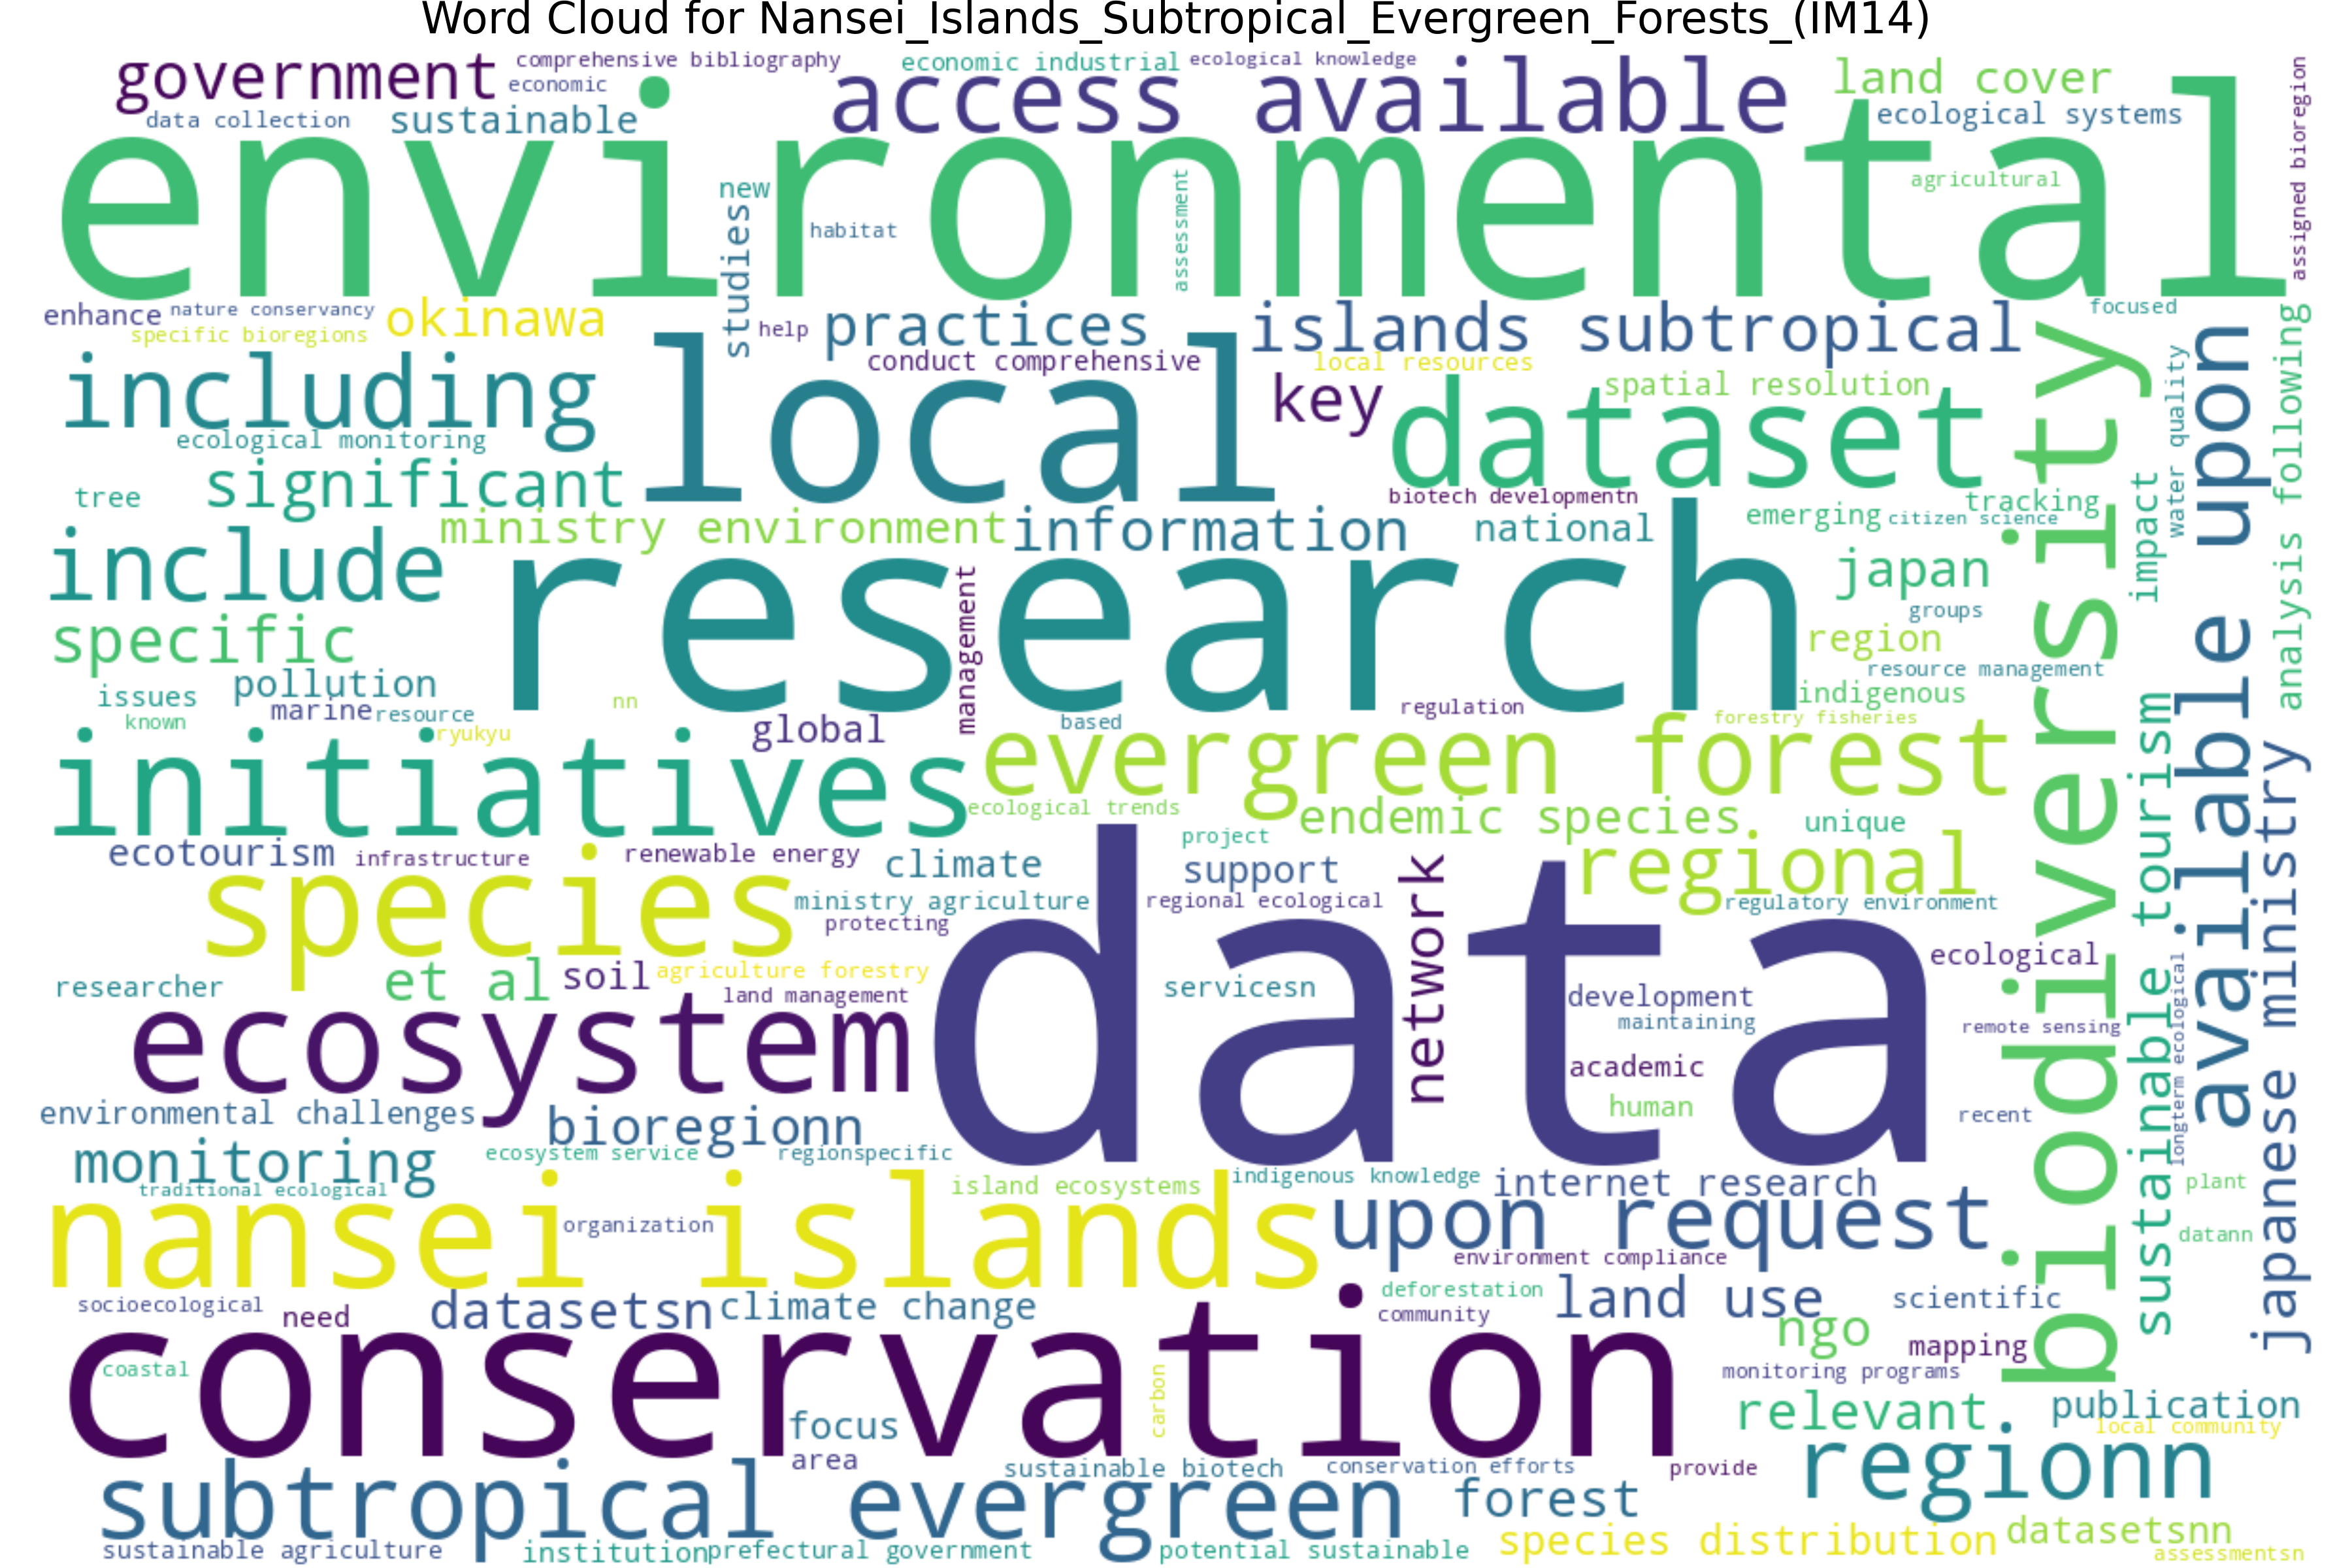 Word Cloud for Nansei_Islands_Subtropical_Evergreen_Forests_(IM14)
government
comprehensive bibliography
economic
economic industrial
ecological knowledge
access available
land cover
data collection
sustainable
ecological systems
assigned bioregion
environmental
new
studies
habitat
assessment
agricultural
enhance
nature conservancy
specific bioregions
okinawa
help
practices
islands subtropical
focused
conduct comprehensive
local resources
including
local
key
dataset
spatial resolution
biodiversity
water quality
available upon
analysis following
ecological monitoring
significant
tree
biotech developmentn
tracking
ministry environment
information
national
emerging
citizen science
impact
include
research
management
japan
groups
specific
region
resource management
issues
pollution
indigenous
marine
resource
nn
known
ryukyu
global
based
regulation
forestry fisheries
initiatives
evergreen forest
sustainable tourism
japanese ministry
ecological trends
endemic species
unique
project
ecotourism
infrastructure
renewable energy
climate
support
network
regional
species
ministry agriculture
regional ecological
regulatory environment
protecting
data
ecological
researcher
et al
soil
agriculture forestry
land management
servicesn
development
maintaining
remote sensing
longterm ecological
ecosystem
academic
human
recent
environmental challenges
bioregionn
monitoring
ecosystem service
regionspecific
traditional ecological
island ecosystems
indigenous knowledge
internet research
plant
nansei islands
organization
upon request
datann
environment compliance
socioecological
need
datasetsn
climate change
deforestation
community
land use
scientific
conservation
ngo
mapping
coastal
carbon
monitoring programs
focus
relevant
publication
local community
area
regionn
subtropical evergreen
sustainable biotech
conservation efforts
provide
forest
sustainable agriculture
institution
prefectural government
potential sustainable
species distribution
datasetsnn
assessmentsn